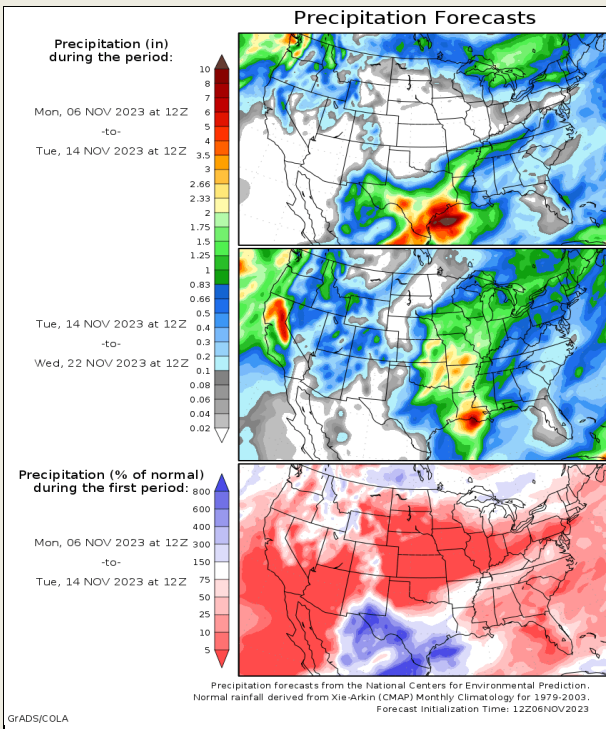 Precipitation Forecasts
Precipitation (in)
during the period:
Mon, 06 NOV 2023 at 12Z
-to-
Tue, 14 NOV 2023 at 12Z
10
8
7
6
5
4
3.5
3
2.66
2.33
2
1.75
1.5
1.25
1
0.83
0.66
0.5
0.4
0.3
0.2
0.1
0.08
0.06
0.04
0.02
Tue, 14 NOV 2023 at 12Z
-to-
Wed, 22 NOV 2023 at 12Z
Precipitation (% of normal)
during the first period:
Mon, 06 NOV 2023 at 12Z
-to-
Tue, 14 NOV 2023 at 12Z
800
600
400
300
150
75
50
25
10
5
Precipitation forecasts from the National Centers for Environmental Prediction.
Normal rainfall derived from Xie-Arkin (CMAP) Monthly Climatology for 1979-2003.
Forecast Initialization Time: 12Z06NOV2023
GrADS/COLA